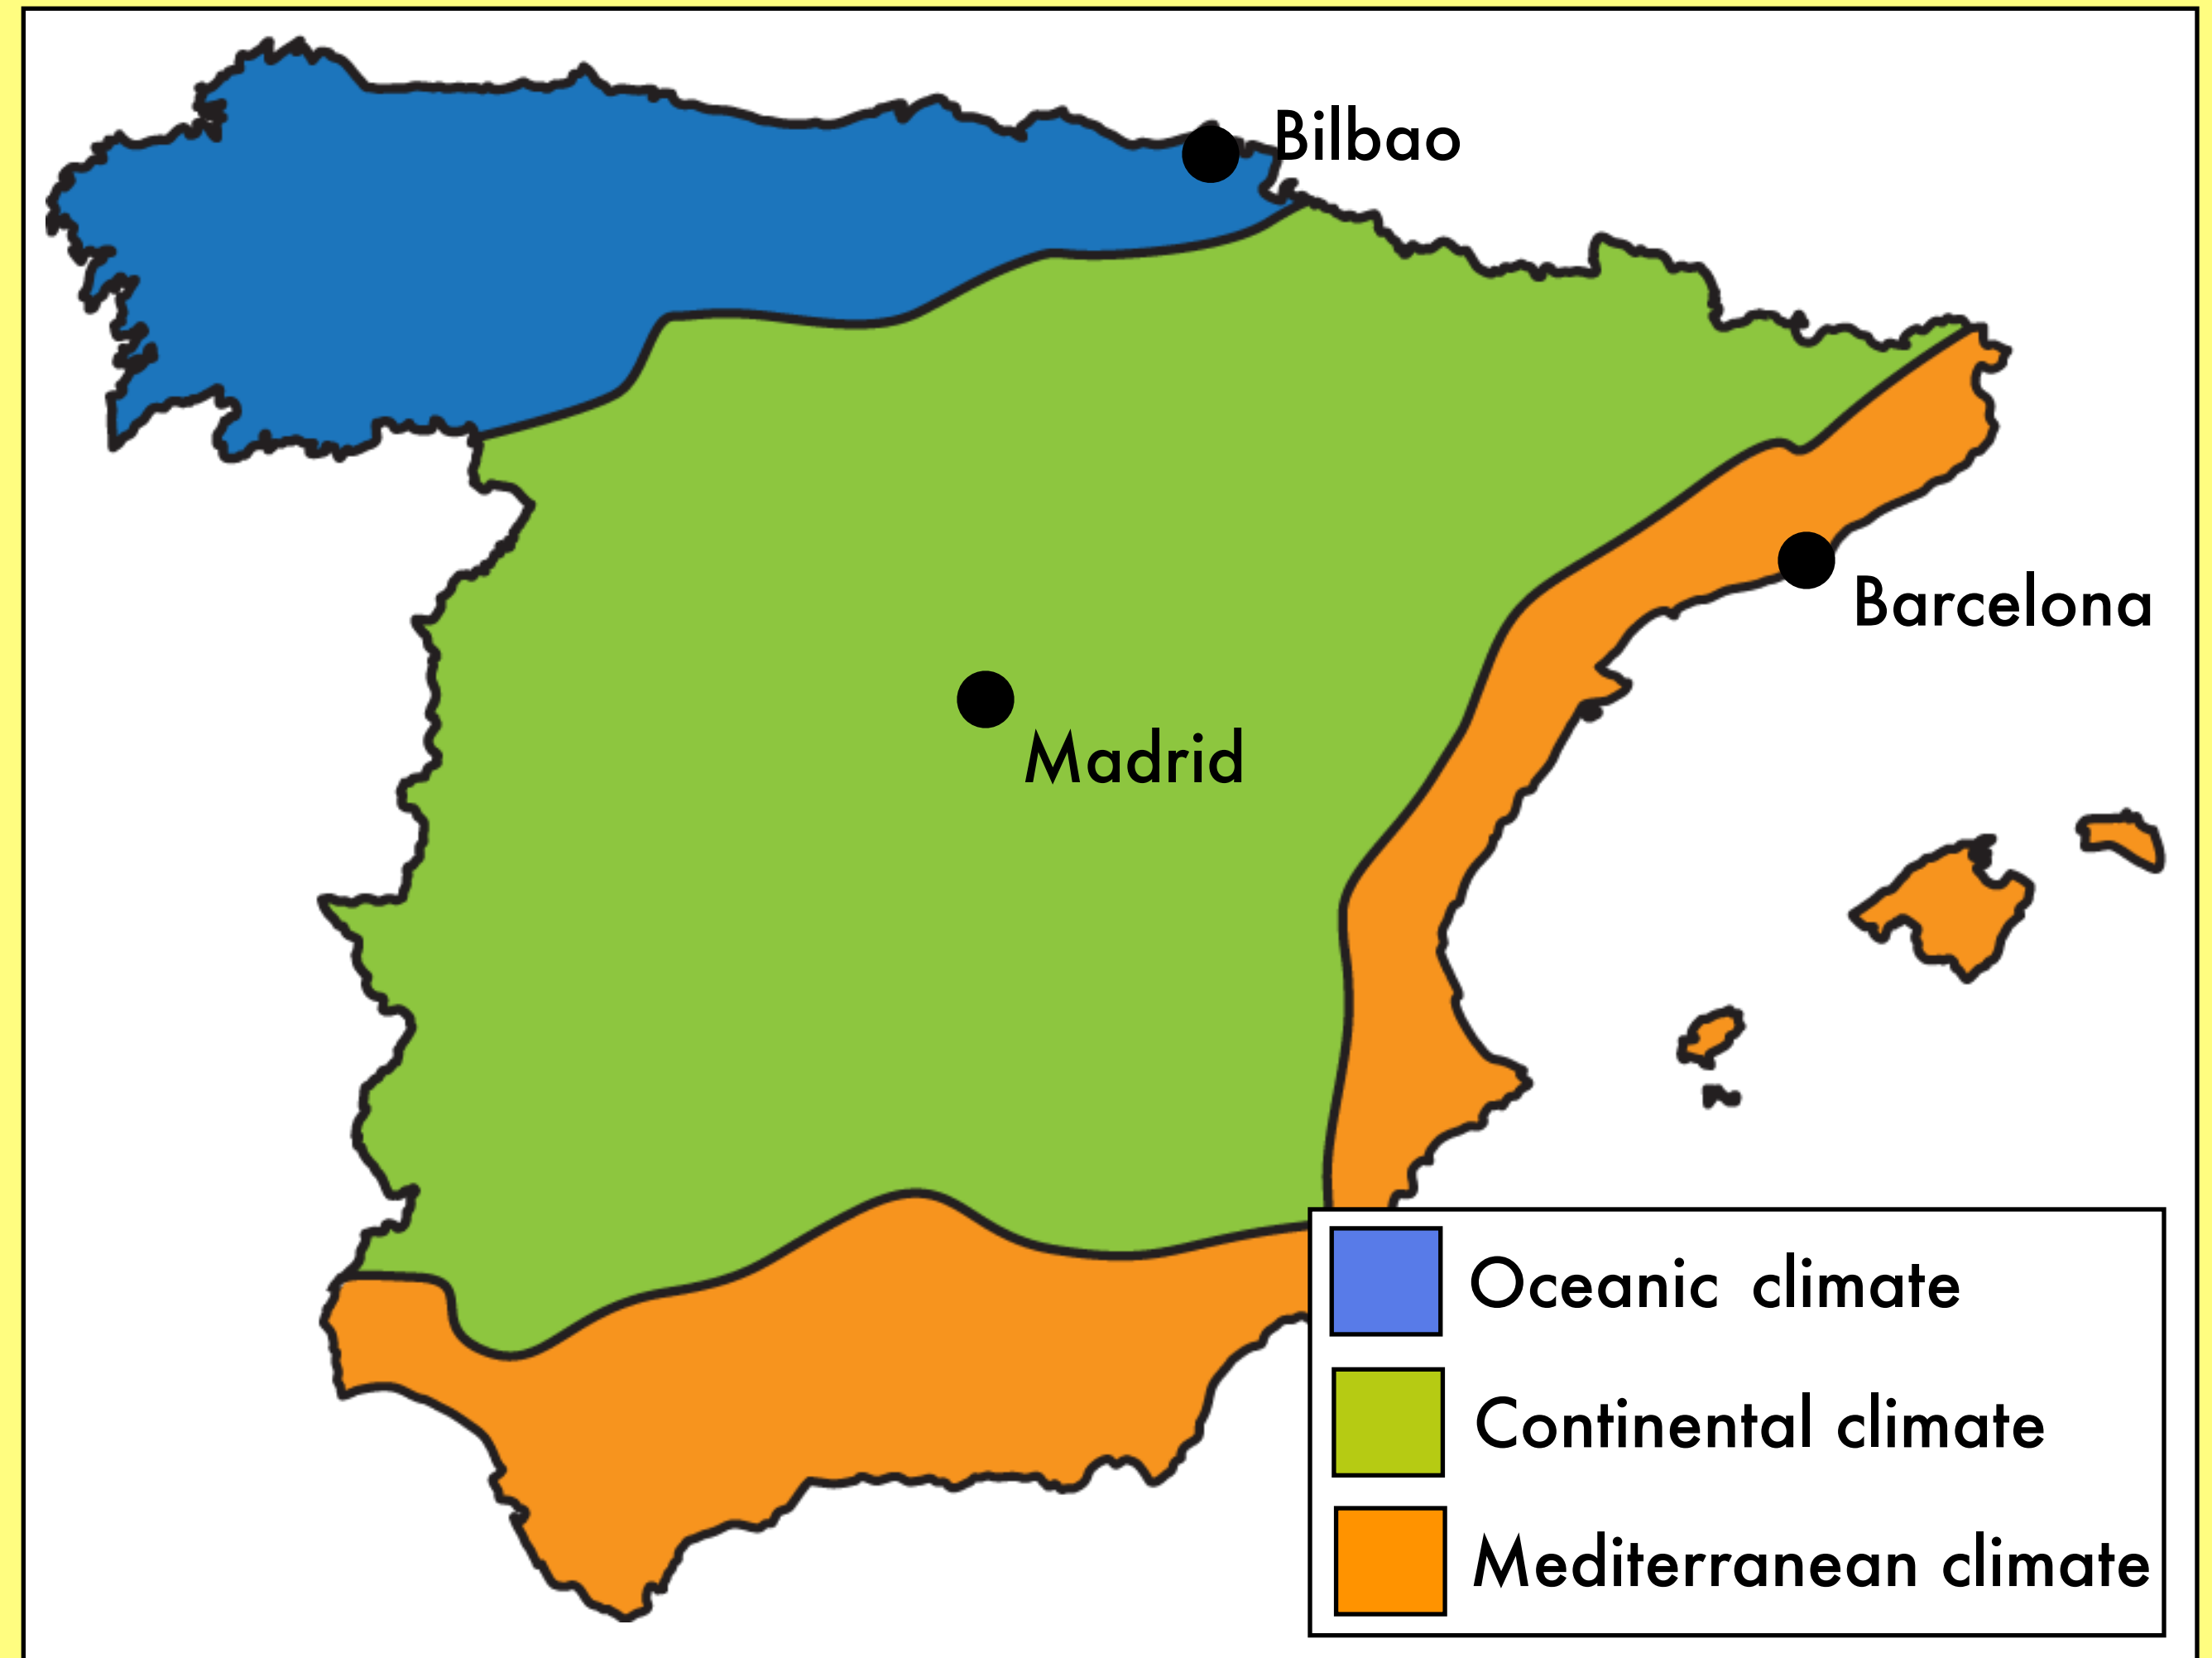 Bilbao
Barcelona
Madrid
Oceanic climate
Continental climate
Mediterranean climate